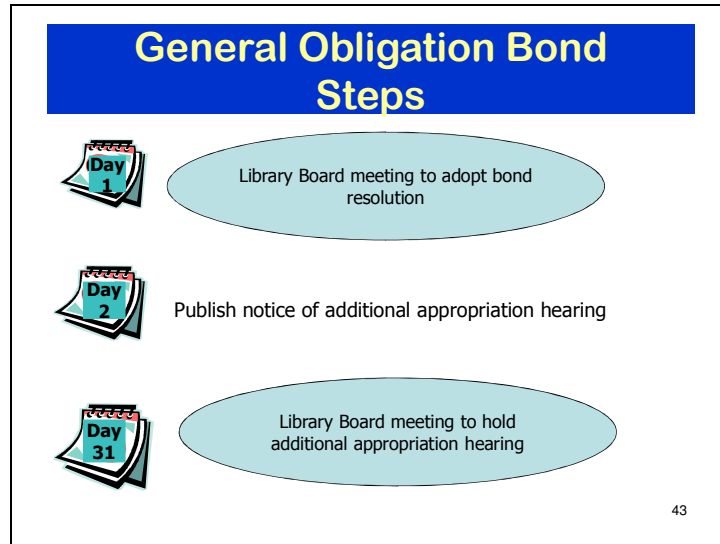 General Obligation Bond
Steps
Day
1
Library Board meeting to adopt bond
resolution
Day
2
Publish notice of additional appropriation hearing
Day
31
Library Board meeting to hold
additional appropriation hearing
43